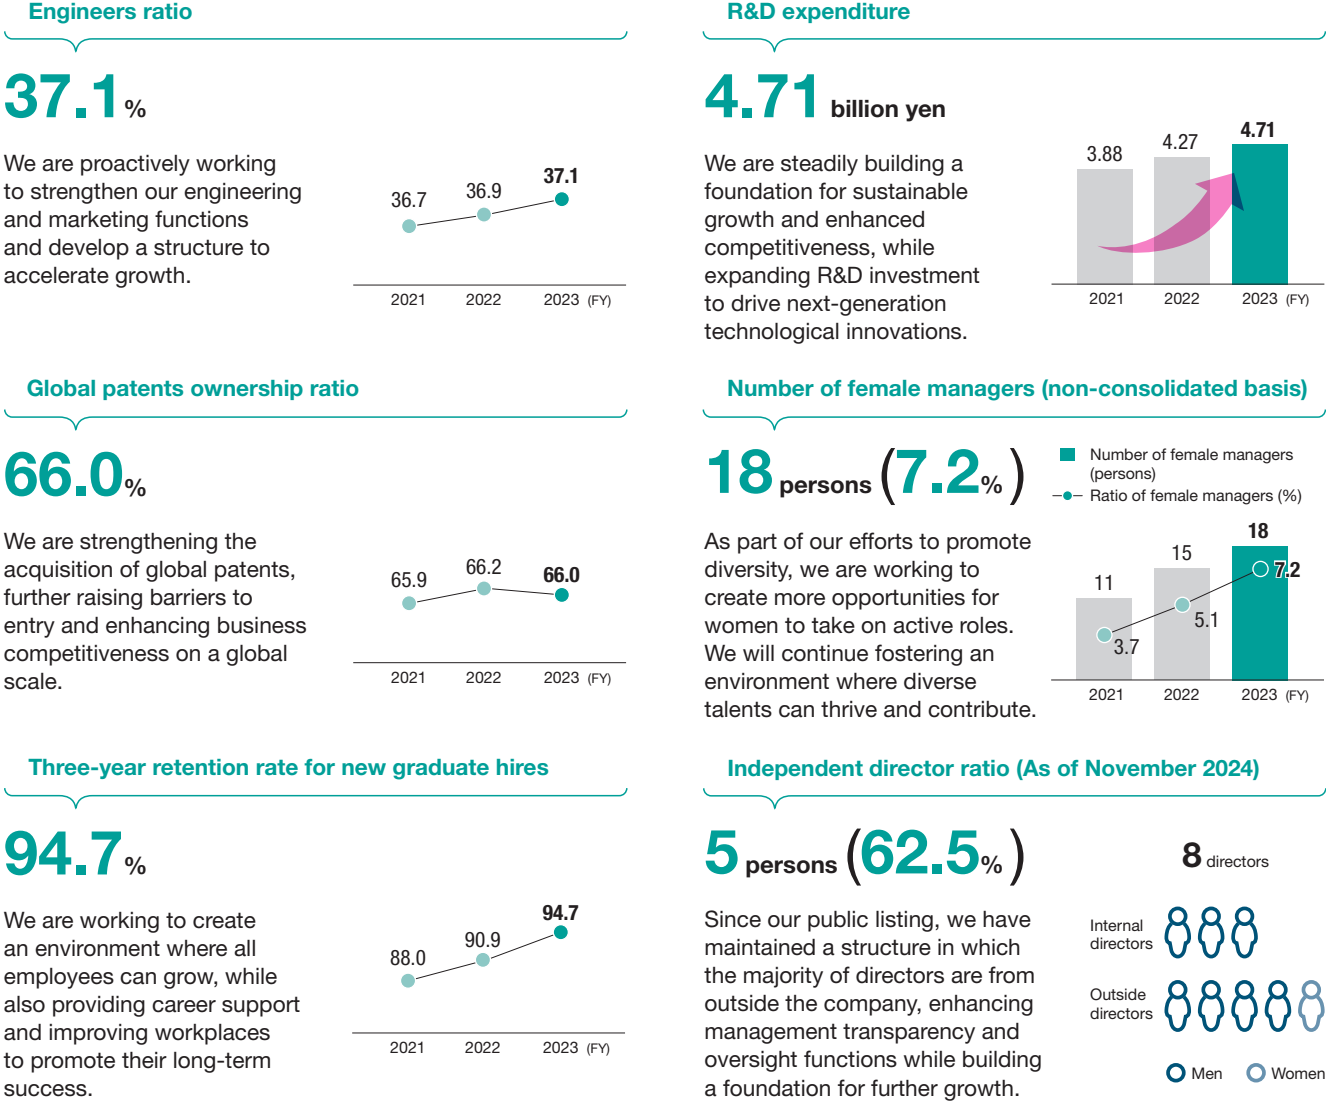 Engineers ratio
37.1%
We are proactively working
to strengthen our engineering
and marketing functions
and develop a structure to
accelerate growth.
36.7
36.9
37.1
2021
2022
2023 (FY)
R&D expenditure
4.71 billion yen
We are steadily building a
foundation for sustainable
growth and enhanced
competitiveness, while
expanding R&D investment
to drive next-generation
technological innovations.
3.88
4.27
4.71
2021
2022
2023 (FY)
Global patents ownership ratio
66.0%
We are strengthening the
acquisition of global patents,
further raising barriers to
entry and enhancing business
competitiveness on a global
scale.
65.9
66.2
66.0
2021
2022
2023 (FY)
Number of female managers (non-consolidated basis)
18 persons (7.2%)
Number of female managers
(persons)
Ratio of female managers (%)
As part of our efforts to promote
diversity, we are working to
create more opportunities for
women to take on active roles.
We will continue fostering an
environment where diverse
talents can thrive and contribute.
11
15
18
3.7
5.1
7.2
2021
2022
2023 (FY)
Three-year retention rate for new graduate hires
94.7%
We are working to create
an environment where all
employees can grow, while
also providing career support
and improving workplaces
to promote their long-term
success.
88.0
90.9
94.7
2021
2022
2023 (FY)
Independent director ratio (As of November 2024)
5 persons (62.5%)
Since our public listing, we have
maintained a structure in which
the majority of directors are from
outside the company, enhancing
management transparency and
oversight functions while building
a foundation for further growth.
8 directors
Internal
directors
Outside
directors
Men
Women